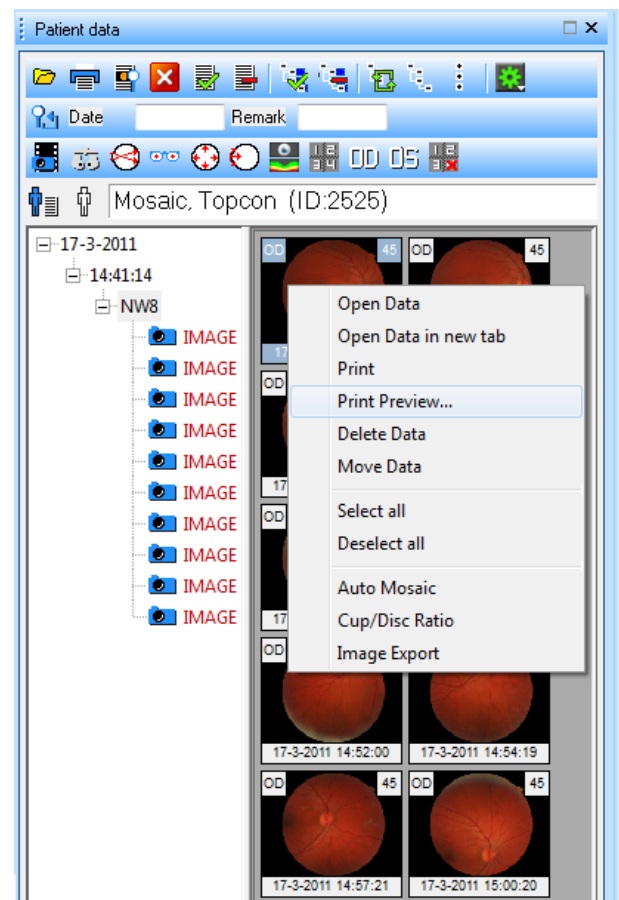 Patient data
Date Remark
OD OS
Mosaic, Topcon (ID:2525)
17-3-2011
14:41:14
NW8
IMAGE
IMAGE
IMAGE
IMAGE
IMAGE
IMAGE
IMAGE
IMAGE
IMAGE
IMAGE
OD 45 OD 45
17
OD
17
OD
17
OD
17-3-2011 14:52:00 17-3-2011 14:54:19
OD 45 OD 45
17-3-2011 14:57:21 17-3-2011 15:00:20
Open Data
Open Data in new tab
Print
Print Preview...
Delete Data
Move Data
Select all
Deselect all
Auto Mosaic
Cup/Disc Ratio
Image Export